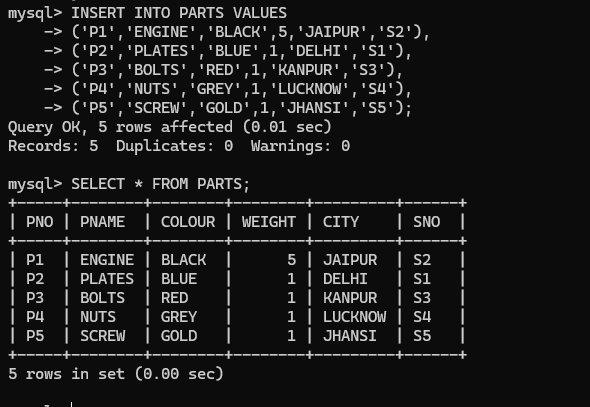 mysql> INSERT INTO PARTS VALUES
    -> ('P1','ENGINE','BLACK',5,'JAIPUR','S2'),
    -> ('P2','PLATES','BLUE',1,'DELHI','S1'),
    -> ('P3','BOLTS','RED',1,'KANPUR','S3'),
    -> ('P4','NUTS','GREY',1,'LUCKNOW','S4'),
    -> ('P5','SCREW','GOLD',1,'JHANSI','S5');
Query OK, 5 rows affected (0.01 sec)
Records: 5  Duplicates: 0  Warnings: 0

mysql> SELECT * FROM PARTS;
+-----+--------+--------+--------+---------+------+
| PNO | PNAME  | COLOUR | WEIGHT | CITY    | SNO  |
+-----+--------+--------+--------+---------+------+
| P1  | ENGINE | BLACK  |      5 | JAIPUR  | S2   |
| P2  | PLATES | BLUE   |      1 | DELHI   | S1   |
| P3  | BOLTS  | RED    |      1 | KANPUR  | S3   |
| P4  | NUTS   | GREY   |      1 | LUCKNOW | S4   |
| P5  | SCREW  | GOLD   |      1 | JHANSI  | S5   |
+-----+--------+--------+--------+---------+------+
5 rows in set (0.00 sec)